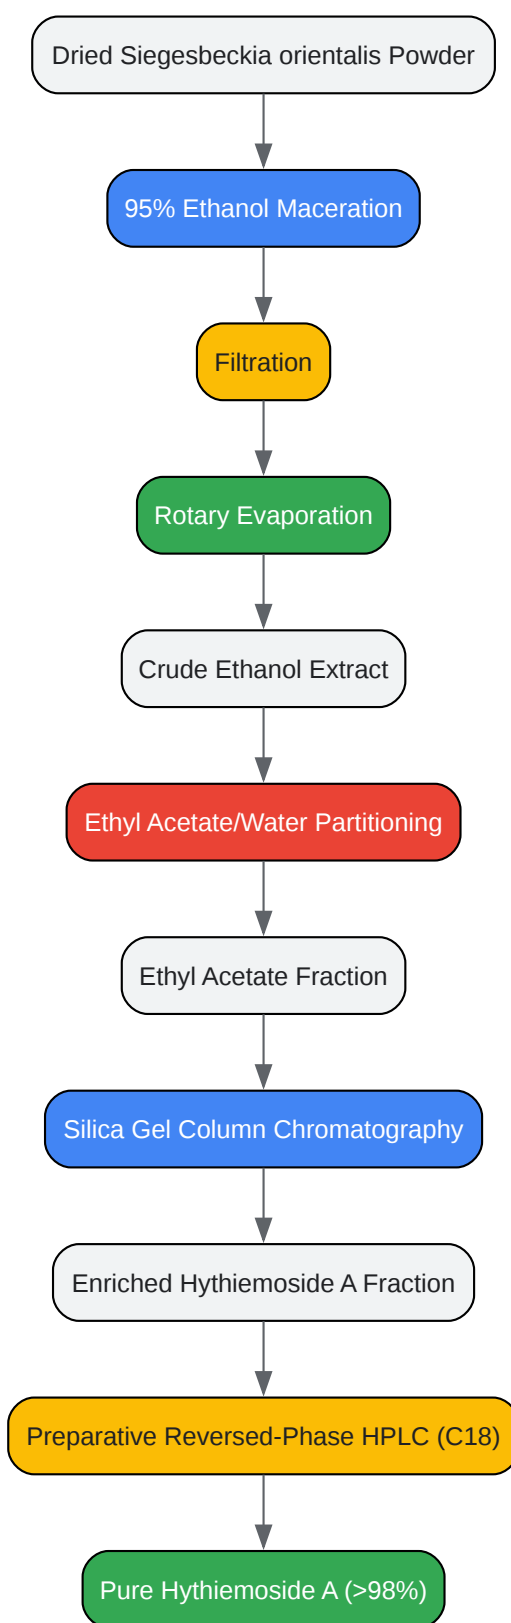 Dried Siegesbeckia orientalis Powder
95% Ethanol Maceration
Filtration
Rotary Evaporation
Crude Ethanol Extract
Ethyl Acetate/Water Partitioning
Ethyl Acetate Fraction
Silica Gel Column Chromatography
Enriched Hythiemoside A Fraction
Preparative Reversed-Phase HPLC (C18)
Pure Hythiemoside A (>98%)